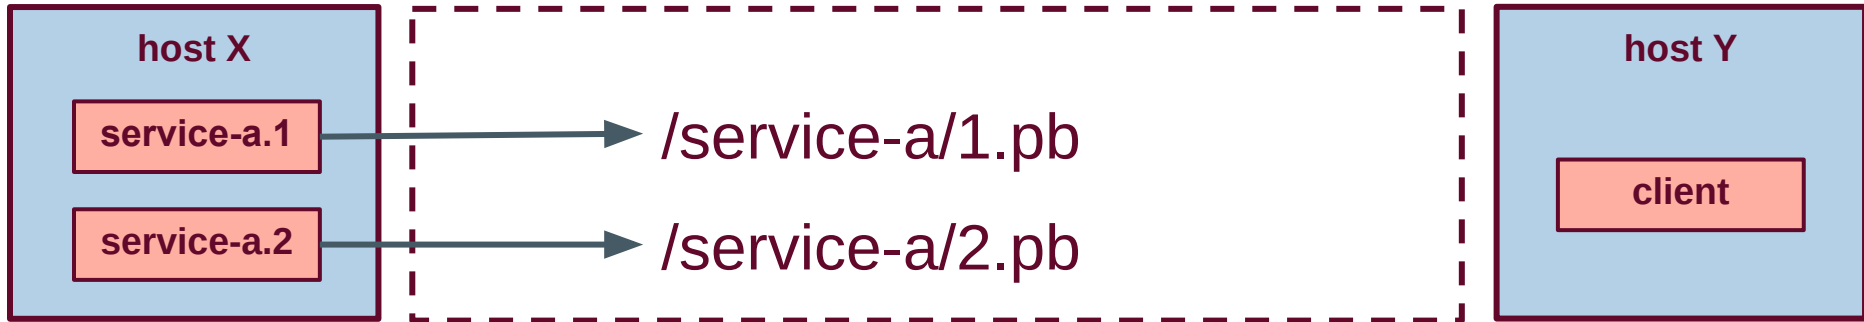 host X
service-a.1
service-a.2
/service-a/1.pb
/service-a/2.pb
host Y
client